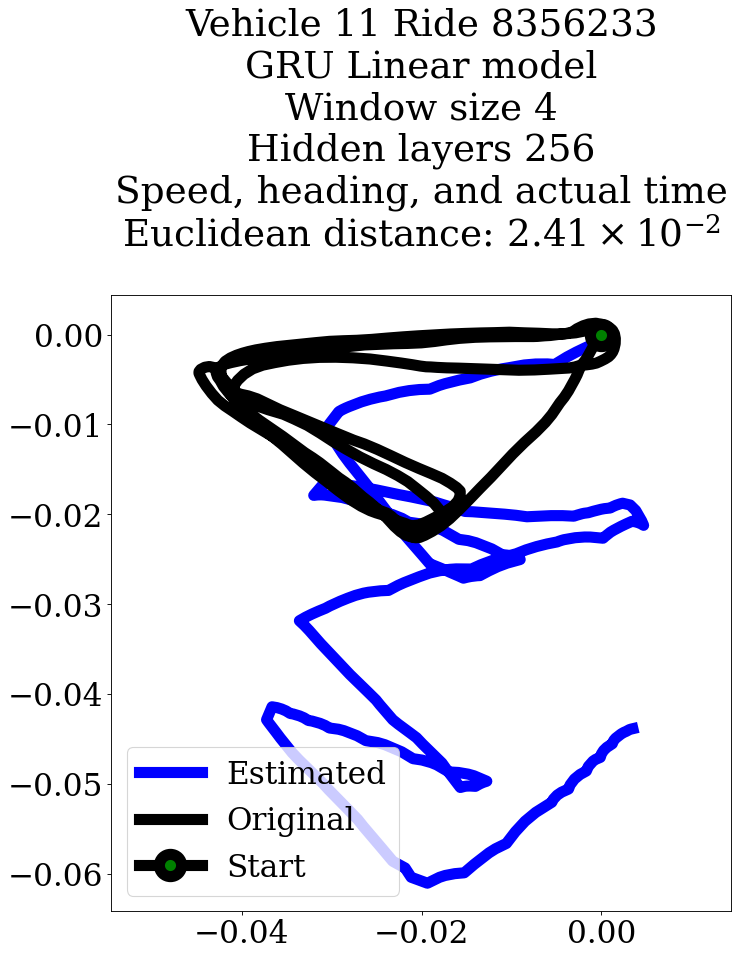 Vehicle 11 Ride 8356233
GRU Linear model
Window size 4
Hidden layers 256
Speed, heading, and actual time
Euclidean distance: 2.41 × 10⁻²
0.00
−0.01
−0.02
−0.03
−0.04
−0.05
−0.06
Estimated
Original
Start
−0.04
−0.02
0.00